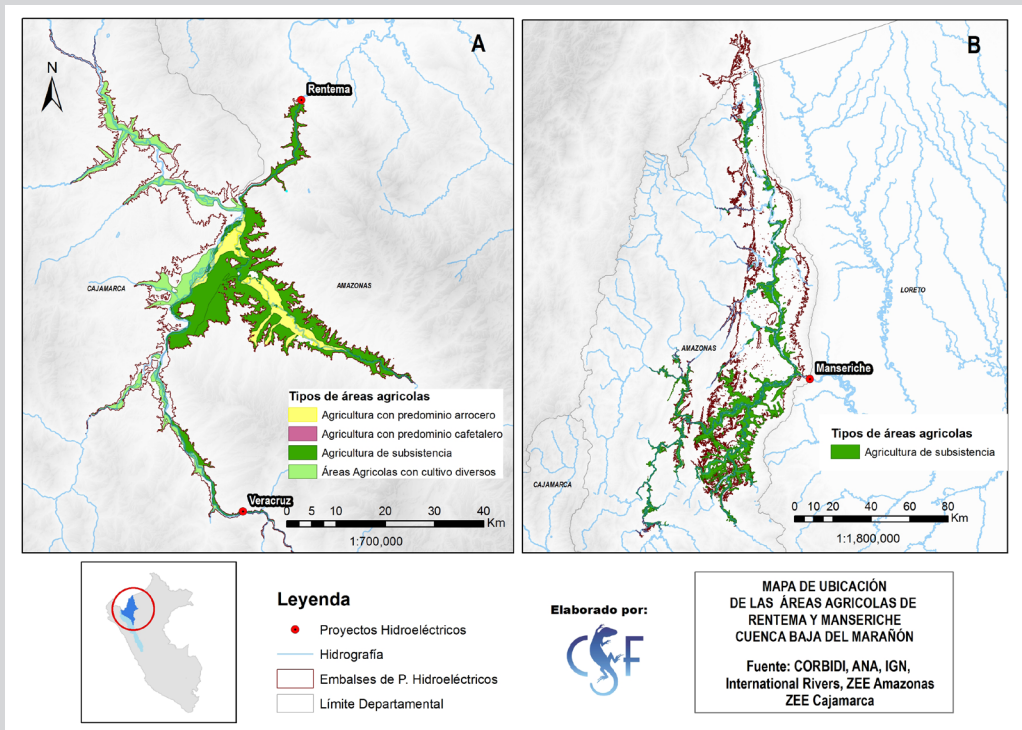 A
N
Rentema
CAJAMARCA
AMAZONAS
Tipos de áreas agrícolas
Agricultura con predominio arrocero
Agricultura con predominio cafetalero
Agricultura de subsistencia
Áreas Agrícolas con cultivo diversos
Veracruz
0 5 10 20 30 40
Km
1:700,000
B
LORETO
AMAZONAS
Manseriche
Tipos de áreas agrícolas
Agricultura de subsistencia
CAJAMARCA
0 10 20 40 60 80
Km
1:1,800,000
Leyenda
Proyectos Hidroeléctricos
Hidrografía
Embalses de P. Hidroeléctricos
Límite Departamental
Elaborado por:
CSF
MAPA DE UBICACIÓN
DE LAS ÁREAS AGRICOLAS DE
RENTEMA Y MANSERICHE
CUENCA BAJA DEL MARAÑÓN
Fuente: CORBIDI, ANA, IGN,
International Rivers, ZEE Amazonas
ZEE Cajamarca